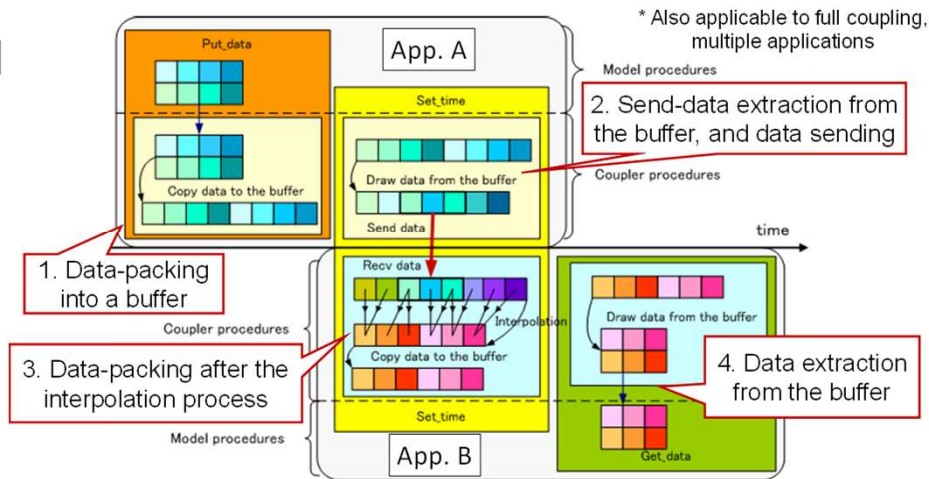 * Also applicable to full coupling,
multiple applications
Put_data
App. A
Model procedures
Set_time
2. Send-data extraction from
the buffer, and data sending
Copy data to the buffer
Draw data from the buffer
Coupler procedures
Send data
time
1. Data-packing
into a buffer
Recv data
Interpolation
Draw data from the buffer
Coupler procedures
Copy data to the buffer
3. Data-packing after the
interpolation process
4. Data extraction
from the buffer
Set_time
Model procedures
App. B
Get_data